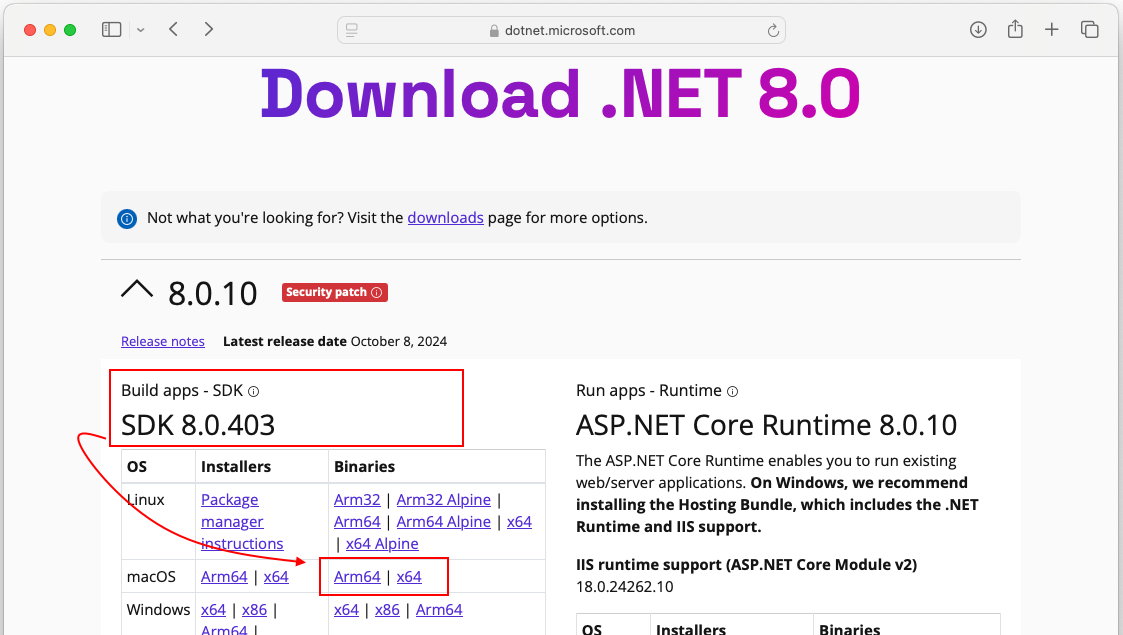 dotnet.microsoft.com
Download .NET 8.0
Not what you're looking for? Visit the downloads page for more options.
8.0.10 Security patch
Release notes Latest release date October 8, 2024
Build apps - SDK
SDK 8.0.403
OS Installers Binaries
Linux Package manager instructions Arm32 | Arm32 Alpine | Arm64 | Arm64 Alpine | x64 | x64 Alpine
macOS Arm64 | x64 Arm64 | x64
Windows x64 | x86 | Arm64 | x64 | x86 | Arm64
Run apps - Runtime
ASP.NET Core Runtime 8.0.10
The ASP.NET Core Runtime enables you to run existing
web/server applications. On Windows, we recommend
installing the Hosting Bundle, which includes the .NET
Runtime and IIS support.
IIS runtime support (ASP.NET Core Module v2)
18.0.24262.10
OS Installers Binaries